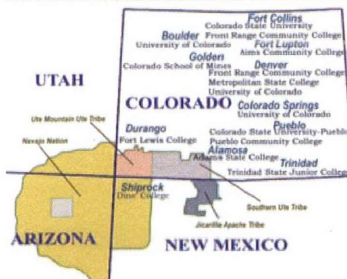 Fort Collins
Colorado State University
Boulder Front Range Community College
University of Colorado Fort Lupton
Golden Aims Community College
Colorado School of Mines Denver
Front Range Community College
UTAH Metropolitan State College
University of Colorado
COLORADO
Colorado Springs
University of Colorado
Ute Mountain Ute Tribe
Pueblo
Durango Colorado State University-Pueblo
Navajo Nation Fort Lewis College Pueblo Community College
Alamosa
Adams State College
Trinidad
Trinidad State Junior College
Shiprock
Dine' College
Southern Ute Tribe
Jicarilla Apache Tribe
ARIZONA NEW MEXICO